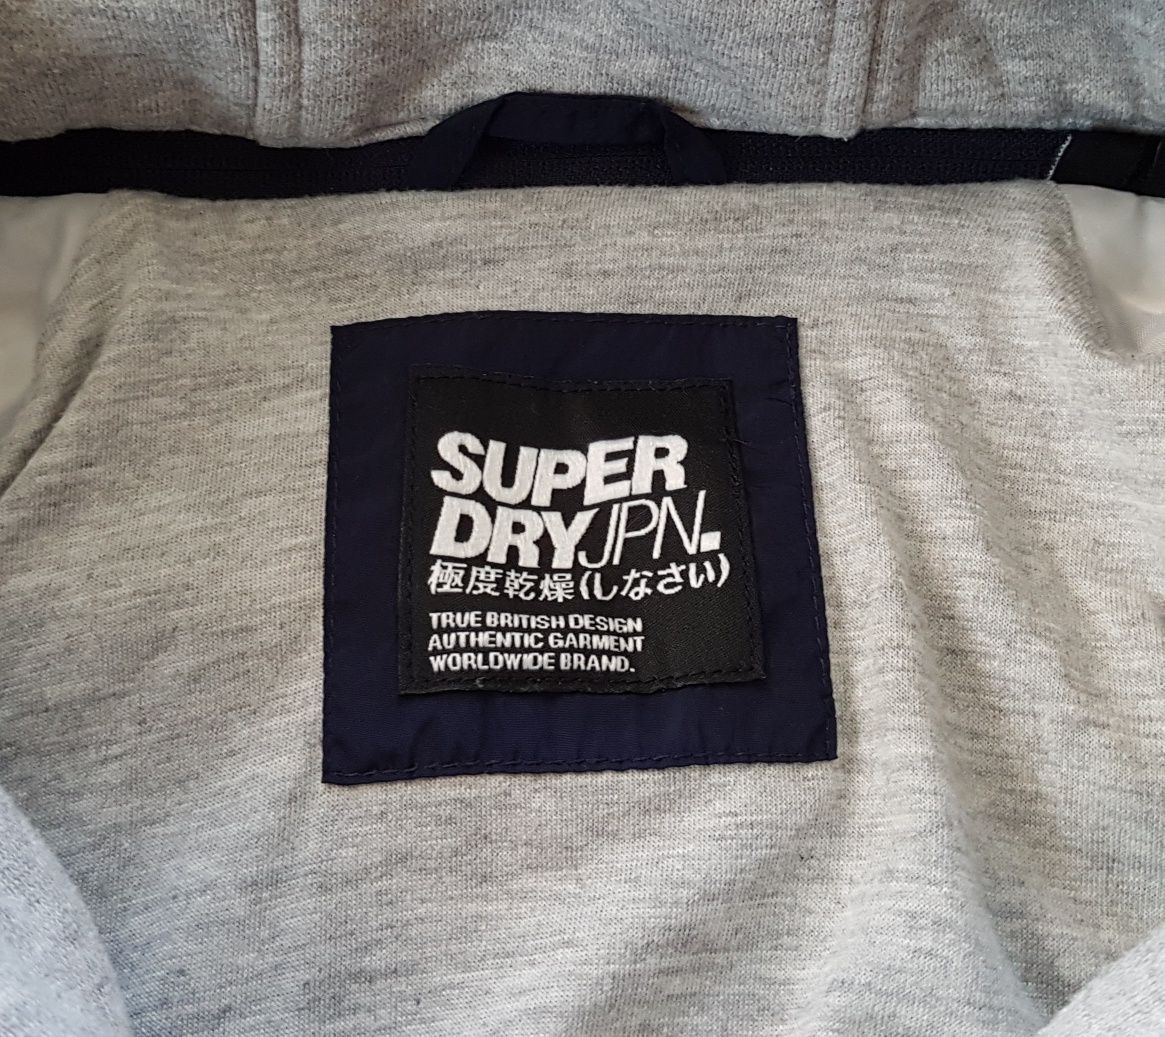 SUPER
DRYJPN.
極度乾燥(しなさい)
TRUE BRITISH DESIGN
AUTHENTIC GARMENT
WORLDWIDE BRAND.